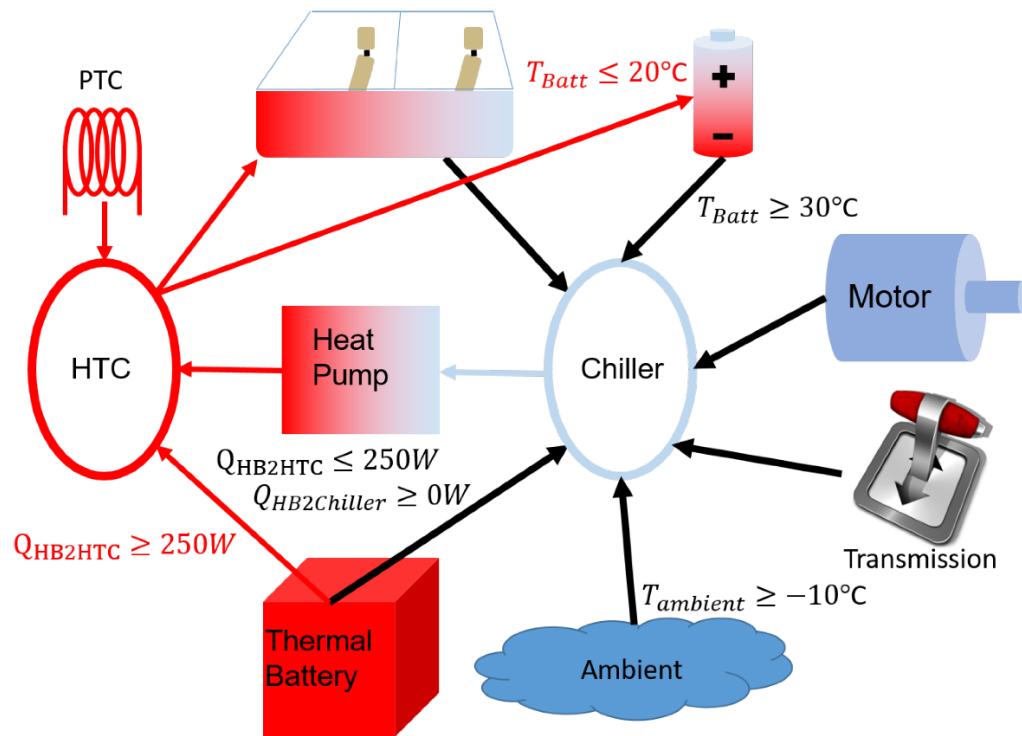 PTC
T_Batt ≤ 20℃
+
−
T_Batt ≥ 30℃
Motor
HTC
Heat
Pump
Chiller
Q_HB2HTC ≤ 250W
Q_HB2Chiller ≥ 0W
Q_HB2HTC ≥ 250W
Transmission
T_ambient ≥ −10℃
Thermal
Battery
Ambient